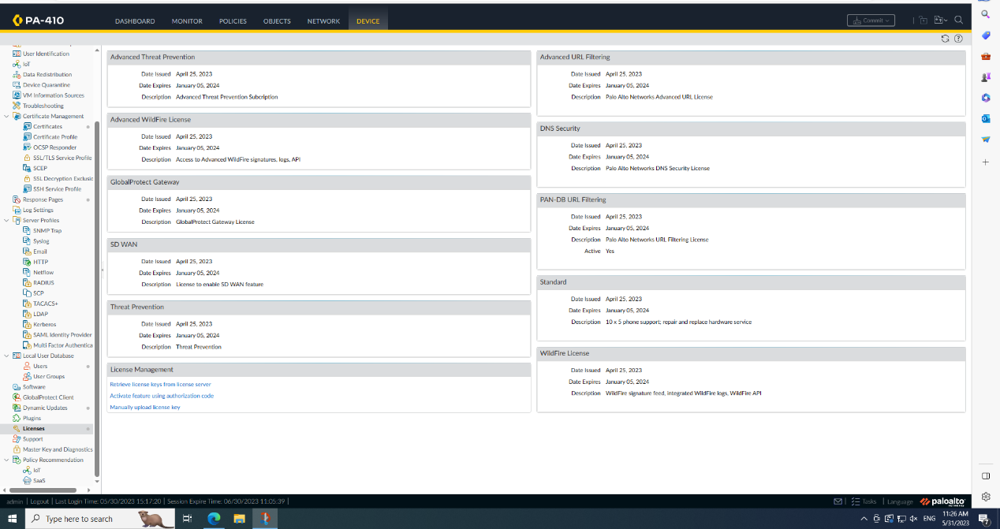 PA-410
DASHBOARD
MONITOR
POLICIES
OBJECTS
NETWORK
DEVICE
Commit
User Identification
IoT
Data Redistribution
Device Quarantine
VM Information Sources
Troubleshooting
Certificate Management
Certificates
Certificate Profile
OCSP Responder
SSL/TLS Service Profile
SCEP
SSL Decryption Exclusic
SSH Service Profile
Response Pages
Log Settings
Server Profiles
SNMP Trap
Syslog
Email
HTTP
Netflow
RADIUS
SCP
TACACS+
LDAP
Kerberos
SAML Identity Provider
Multi Factor Authentica
Local User Database
Users
User Groups
Software
GlobalProtect Client
Dynamic Updates
Plugins
Licenses
Support
Master Key and Diagnostics
Policy Recommendation
IoT
SaaS
Advanced Threat Prevention
Date Issued April 25, 2023
Date Expires January 05, 2024
Description Advanced Threat Prevention Subcription
Advanced WildFire License
Date Issued April 25, 2023
Date Expires January 05, 2024
Description Access to Advanced WildFire signatures, logs, API
GlobalProtect Gateway
Date Issued April 25, 2023
Date Expires January 05, 2024
Description GlobalProtect Gateway License
SD WAN
Date Issued April 25, 2023
Date Expires January 05, 2024
Description License to enable SD WAN feature
Threat Prevention
Date Issued April 25, 2023
Date Expires January 05, 2024
Description Threat Prevention
License Management
Retrieve license keys from license server
Activate feature using authorization code
Manually upload license key
Advanced URL Filtering
Date Issued April 25, 2023
Date Expires January 05, 2024
Description Palo Alto Networks Advanced URL License
DNS Security
Date Issued April 25, 2023
Date Expires January 05, 2024
Description Palo Alto Networks DNS Security License
PAN-DB URL Filtering
Date Issued April 25, 2023
Date Expires January 05, 2024
Description Palo Alto Networks URL Filtering License
Active Yes
Standard
Date Issued April 25, 2023
Date Expires January 05, 2024
Description 10 x 5 phone support; repair and replace hardware service
WildFire License
Date Issued April 25, 2023
Date Expires January 05, 2024
Description WildFire signature feed, integrated WildFire logs, WildFire API
admin | Logout | Last Login Time: 05/30/2023 15:17:20 | Session Expire Time: 06/30/2023 11:05:39 |
Tasks | Language
paloalto
NETWORKS
Type here to search
ENG
11:26 AM
5/31/2023
7